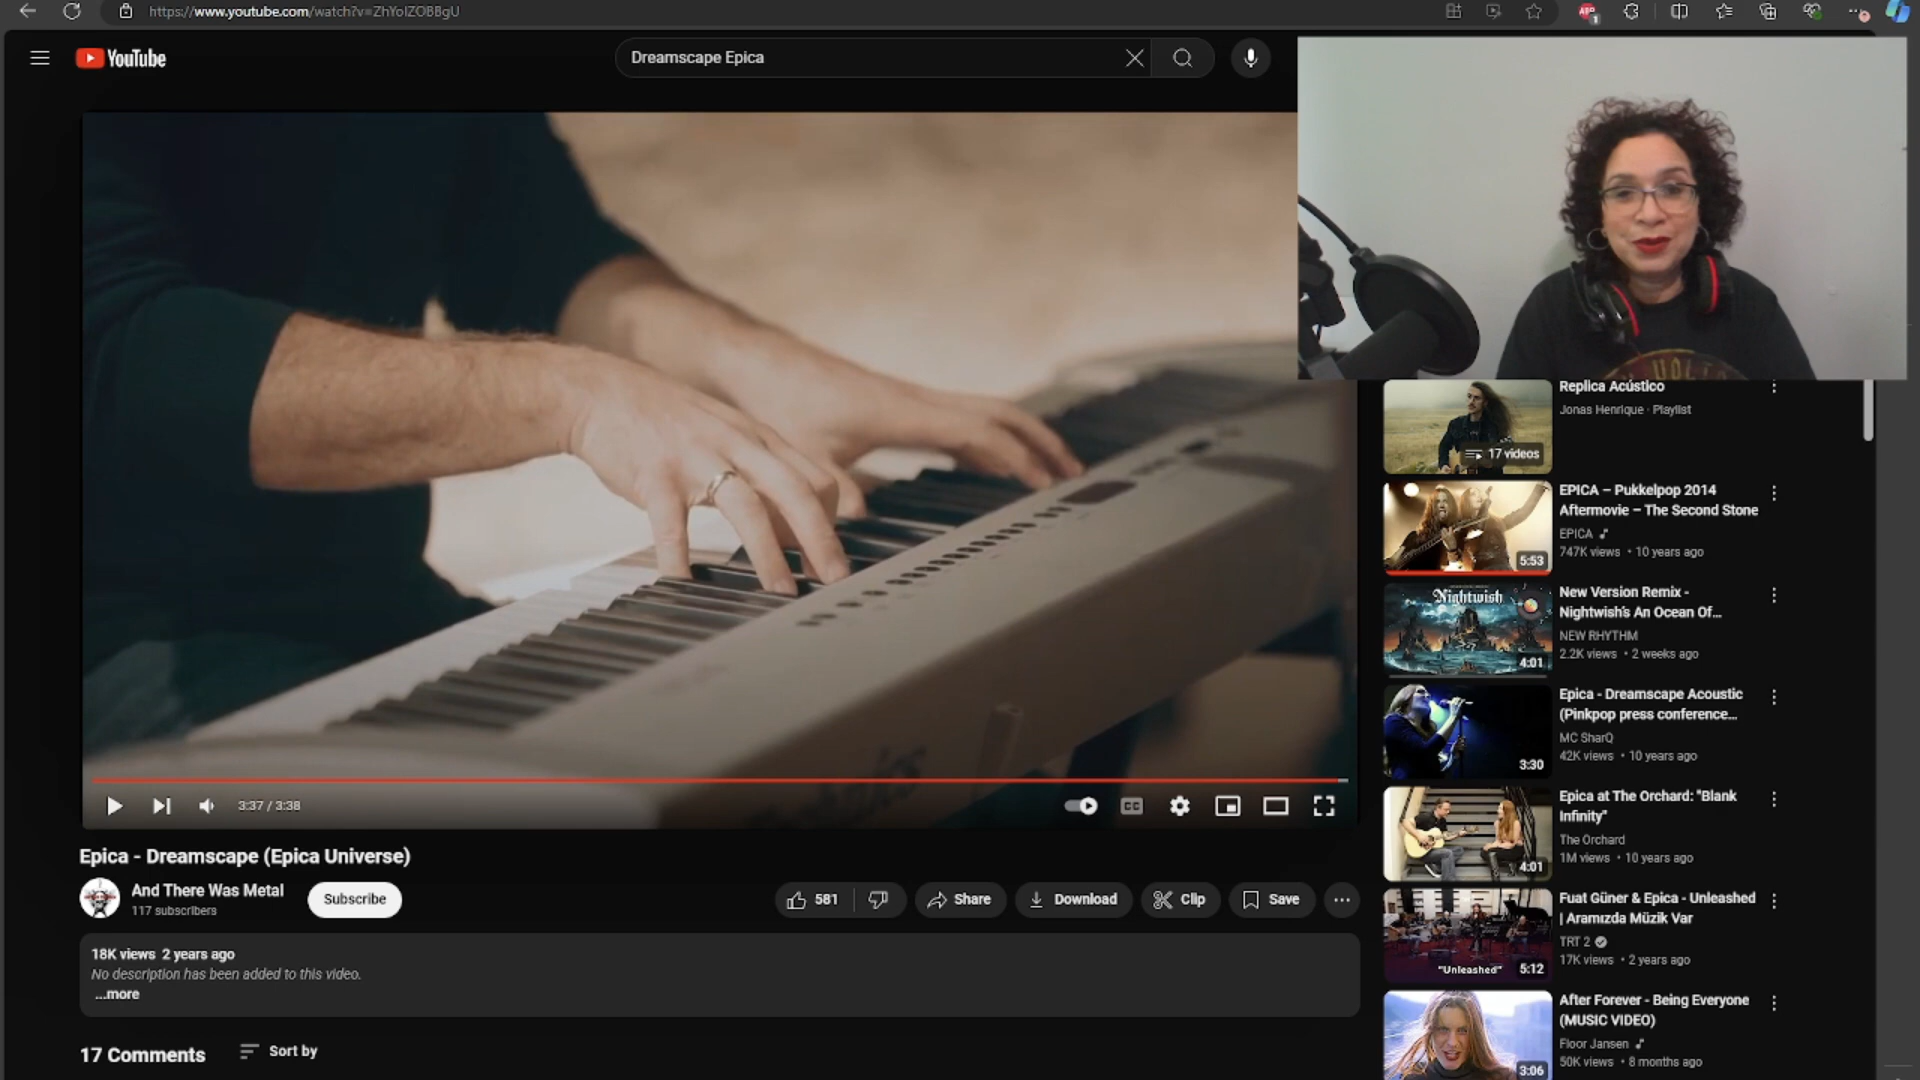 https://www.youtube.com/watch?v=ZhYolZOBBgU
YouTube
Dreamscape Epica
3:37 / 3:38
CC
Epica - Dreamscape (Epica Universe)
And There Was Metal
117 subscribers
Subscribe
581
Share
Download
Clip
Save
18K views 2 years ago
No description has been added to this video.
...more
17 Comments
Sort by
Replica Acústico
Jonas Henrique · Playlist
17 videos
EPICA – Pukkelpop 2014
Aftermovie – The Second Stone
EPICA
747K views • 10 years ago
5:53
Nightwish
New Version Remix -
Nightwish's An Ocean Of...
NEW RHYTHM
2.2K views • 2 weeks ago
4:01
Epica - Dreamscape Acoustic
(Pinkpop press conference...
MC SharQ
42K views • 10 years ago
3:30
Epica at The Orchard: "Blank
Infinity"
The Orchard
1M views • 10 years ago
4:01
Fuat Güner & Epica - Unleashed
| Aramızda Müzik Var
TRT 2
17K views • 2 years ago
"Unleashed"
5:12
After Forever - Being Everyone
(MUSIC VIDEO)
Floor Jansen
50K views • 8 months ago
3:06